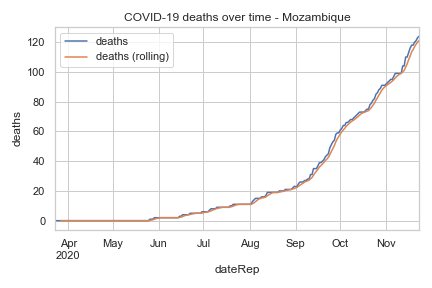 COVID-19 deaths over time - Mozambique
deaths
deaths (rolling)
120
100
80
60
40
20
0
deaths
Apr May Jun Jul Aug Sep Oct Nov
2020
dateRep